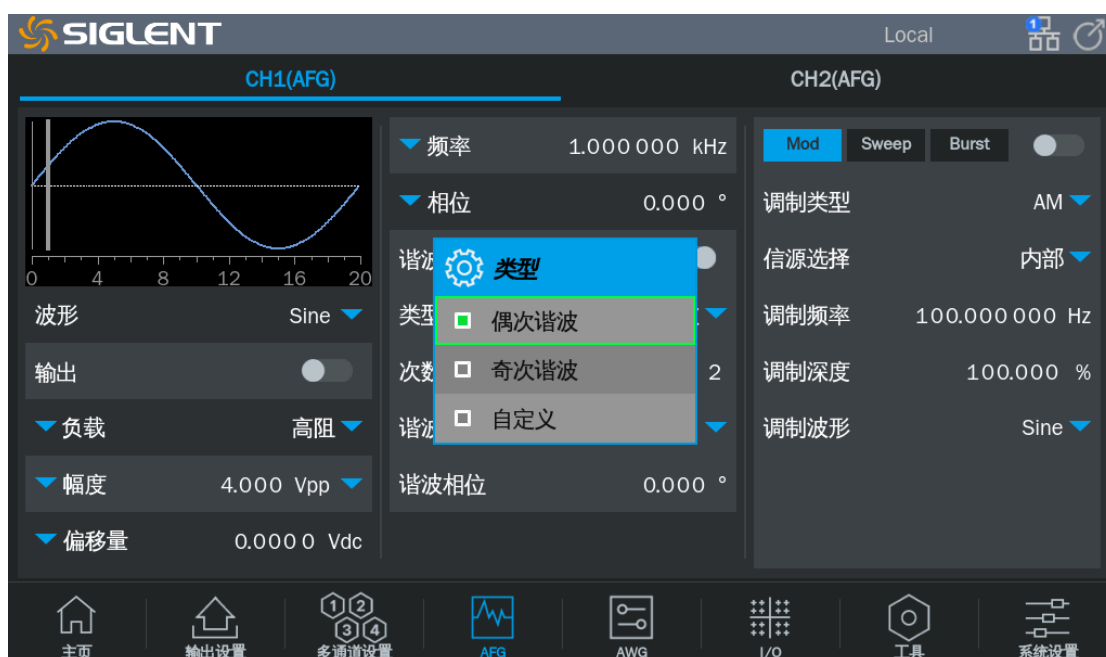 SIGLENT
Local
1
CH1(AFG)
CH2(AFG)
0 4 8 12 16 20
波形 Sine
输出
负载 高阻
幅度 4.000 Vpp
偏移量 0.000 0 Vdc
频率 1.000 000 kHz
相位 0.000 °
谐波
类型
次数 2
谐波
谐波相位 0.000 °
类型
偶次谐波
奇次谐波
自定义
Mod Sweep Burst
调制类型 AM
信源选择 内部
调制频率 100.000 000 Hz
调制深度 100.000 %
调制波形 Sine
主页
输出设置
1 2 3 4
多通道设置
AFG
AWG
I/O
工具
系统设置